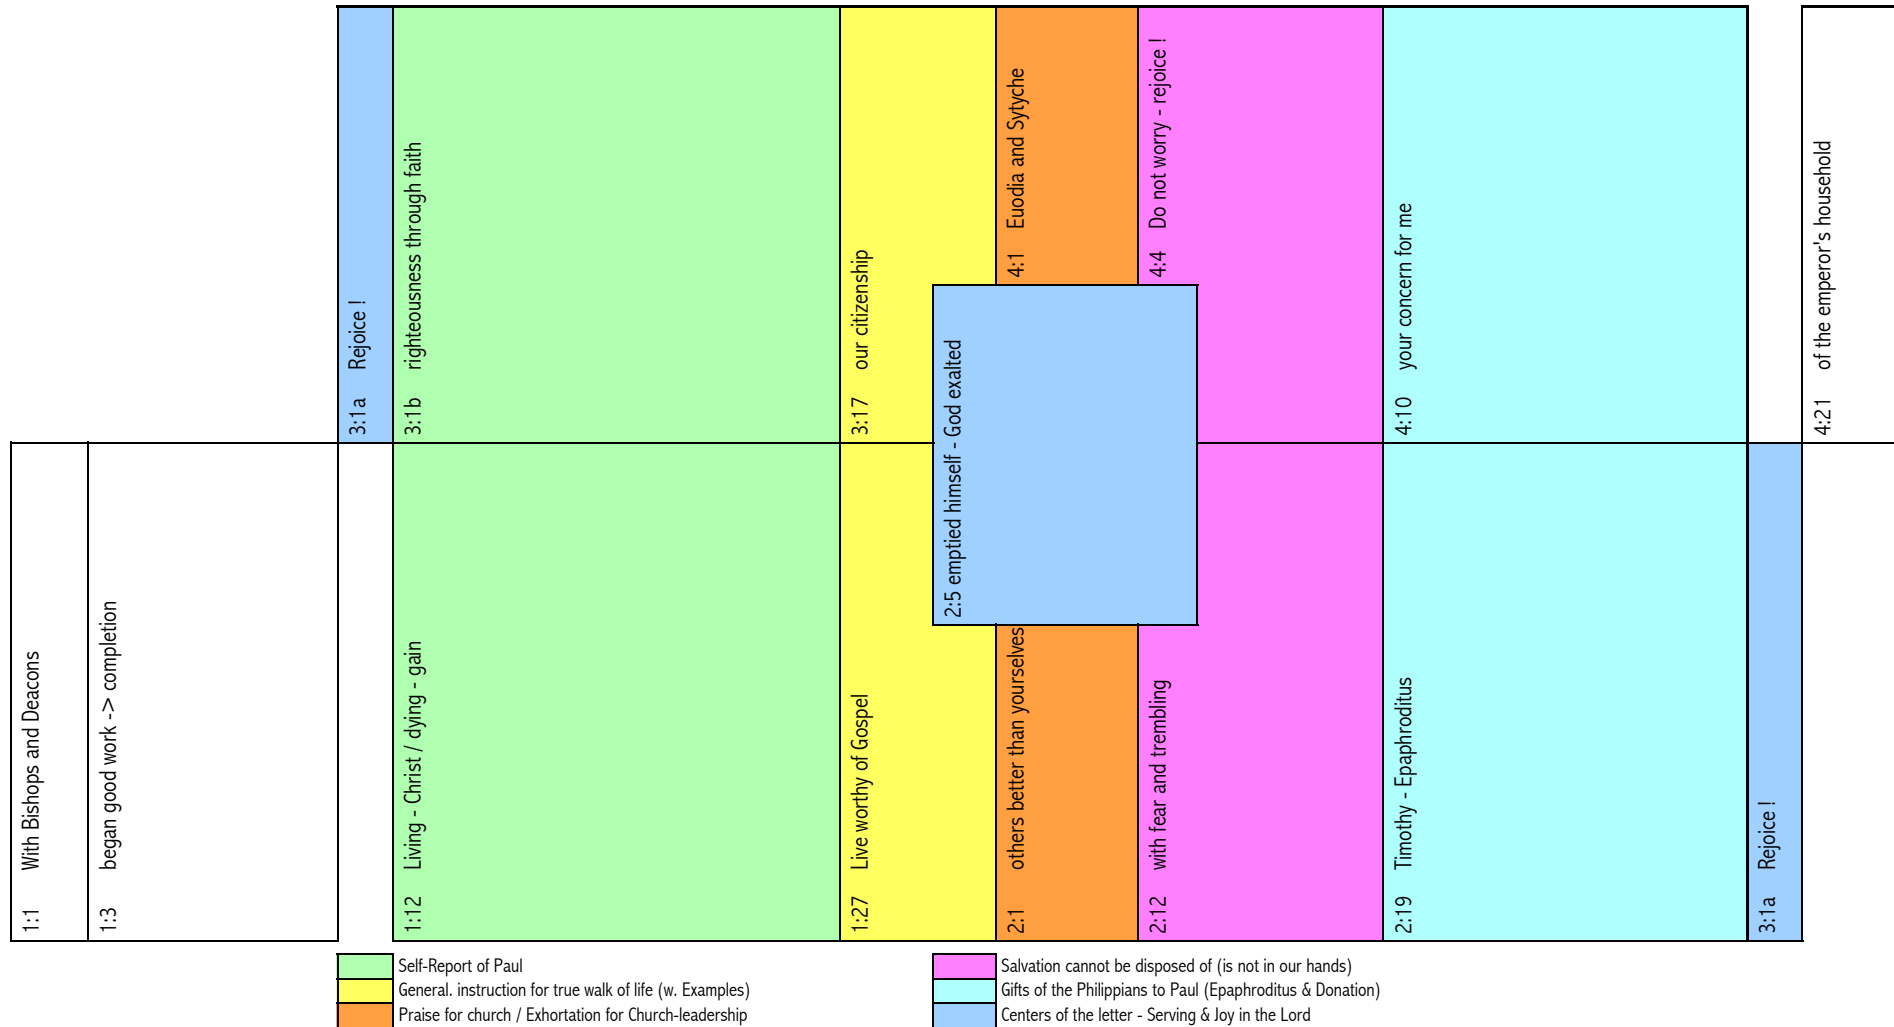 3:1a Rejoice !
3:1b righteousness through faith
3:17 our citizenship
4:1 Euodia and Sytyche
4:4 Do not worry - rejoice !
4:10 your concern for me
4:21 of the emperor's household
2:5 emptied himself - God exalted
1:1 With Bishops and Deacons
1:3 began good work -> completion
1:12 Living - Christ / dying - gain
1:27 Live worthy of Gospel
2:1 others better than yourselves
2:12 with fear and trembling
2:19 Timothy - Epaphroditus
3:1a Rejoice !
Self-Report of Paul
General. instruction for true walk of life (w. Examples)
Praise for church / Exhortation for Church-leadership
Salvation cannot be disposed of (is not in our hands)
Gifts of the Philippians to Paul (Epaphroditus & Donation)
Centers of the letter - Serving & Joy in the Lord